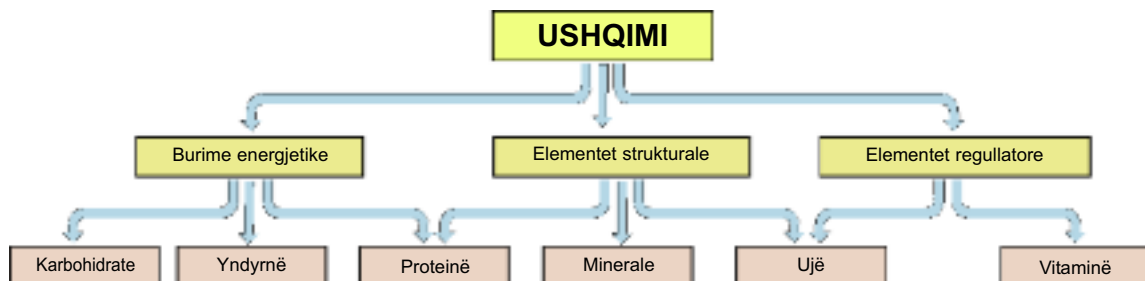 USHQIMI
Burime energjetike
Elementet strukturale
Elementet regullatore
Karbohidrate
Yndyrnë
Proteinë
Minerale
Ujë
Vitaminë